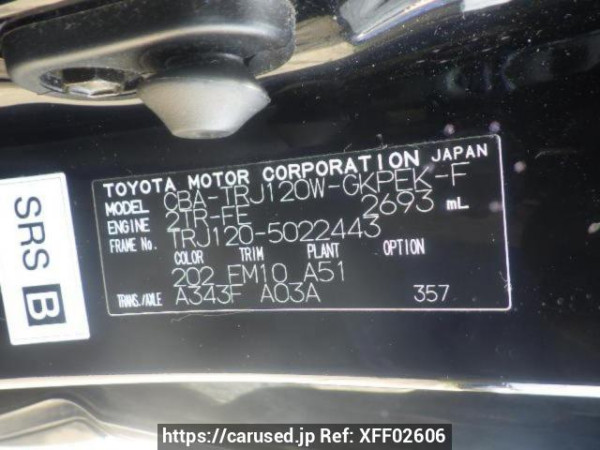 TOYOTA MOTOR CORPORATION JAPAN
MODEL CBA-TRJ120W-GKPEK-F
ENGINE 2TR-FE 2693 mL
FRAME No. TRJ120-5022443
COLOR TRIM PLANT OPTION
202 FM10 A51
TRANS./AXLE A343F A03A 357
SRS B
https://carused.jp Ref: XFF02606